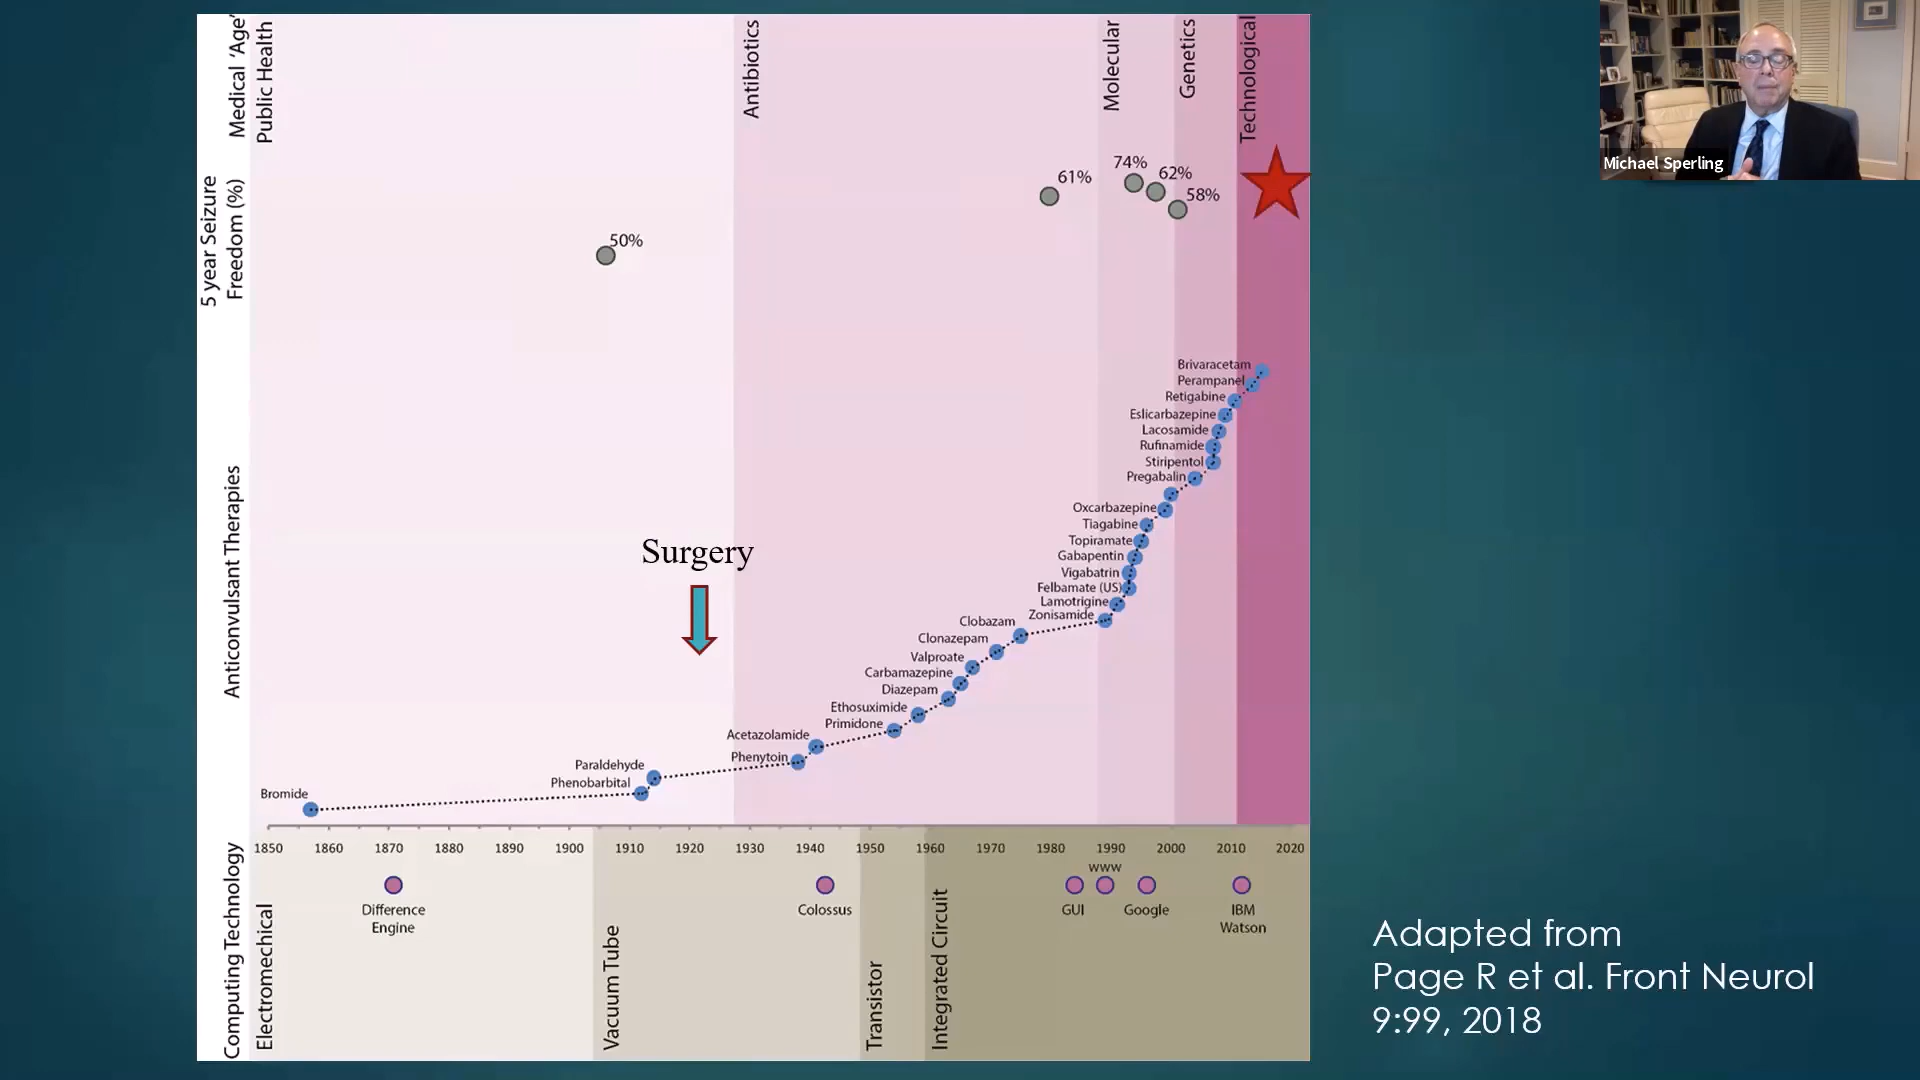 Medical 'Age'
Public Health
Antibiotics
Molecular
Genetics
Technological
5 year Seizure
Freedom (%)
50%
61%
74%
62%
58%
Michael Sperling
Anticonvulsant Therapies
Surgery
Brivaracetam
Perampanel
Retigabine
Eslicarbazepine
Lacosamide
Rufinamide
Stiripentol
Pregabalin
Oxcarbazepine
Tiagabine
Topiramate
Gabapentin
Vigabatrin
Felbamate (US)
Lamotrigine
Zonisamide
Clobazam
Clonazepam
Valproate
Carbamazepine
Diazepam
Ethosuximide
Primidone
Acetazolamide
Phenytoin
Paraldehyde
Phenobarbital
Bromide
1850 1860 1870 1880 1890 1900 1910 1920 1930 1940 1950 1960 1970 1980 1990 2000 2010 2020
Computing Technology
Electromechical
Vacuum Tube
Transistor
Integrated Circuit
Difference
Engine
Colossus
GUI
www
Google
IBM
Watson
Adapted from
Page R et al. Front Neurol
9:99, 2018